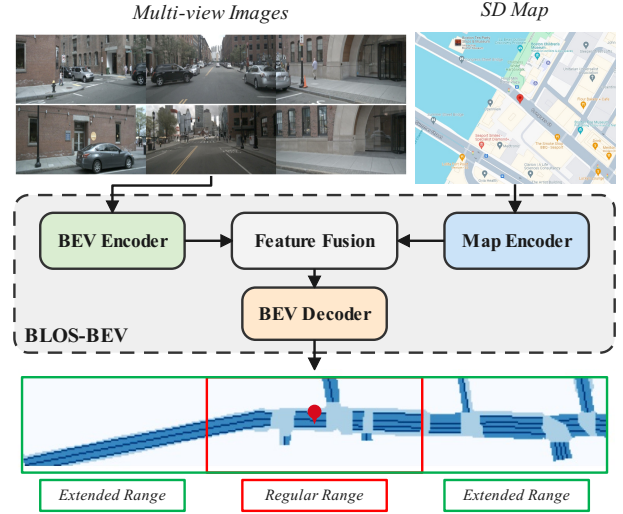 Multi-view Images
SD Map
BEV Encoder
Feature Fusion
Map Encoder
BEV Decoder
BLOS-BEV
Extended Range
Regular Range
Extended Range